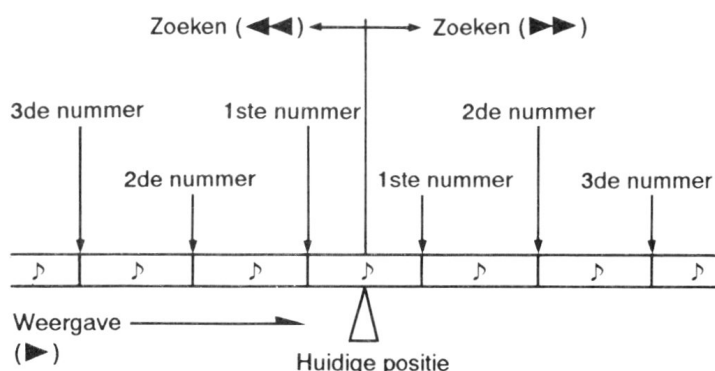 Zoeken (◀◀) Zoeken (▶▶)
3de nummer 1ste nummer 2de nummer
2de nummer 1ste nummer 3de nummer
Weergave
(▶)
Huidige positie